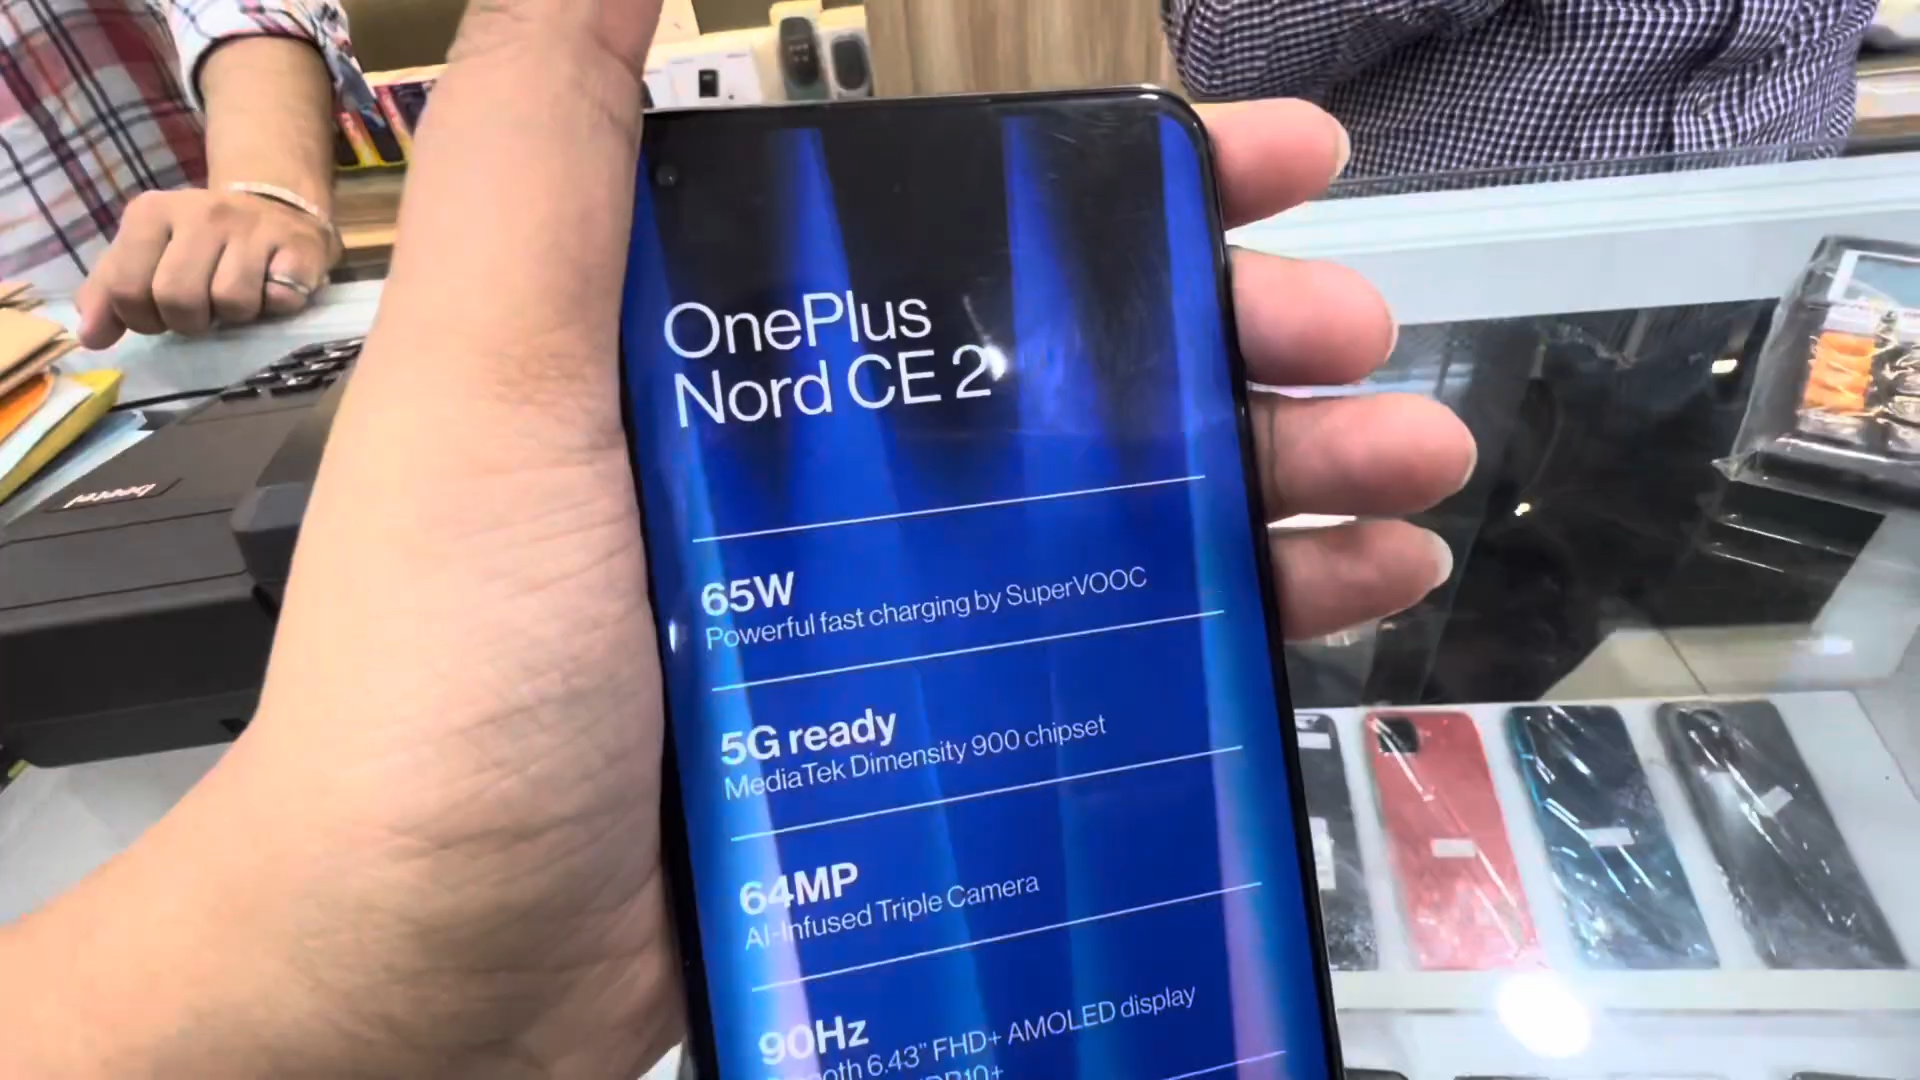 OnePlus
Nord CE 2
65W
Powerful fast charging by SuperVOOC
5G ready
MediaTek Dimensity 900 chipset
64MP
AI-Infused Triple Camera
90Hz
6.43" FHD+ AMOLED display
beetel